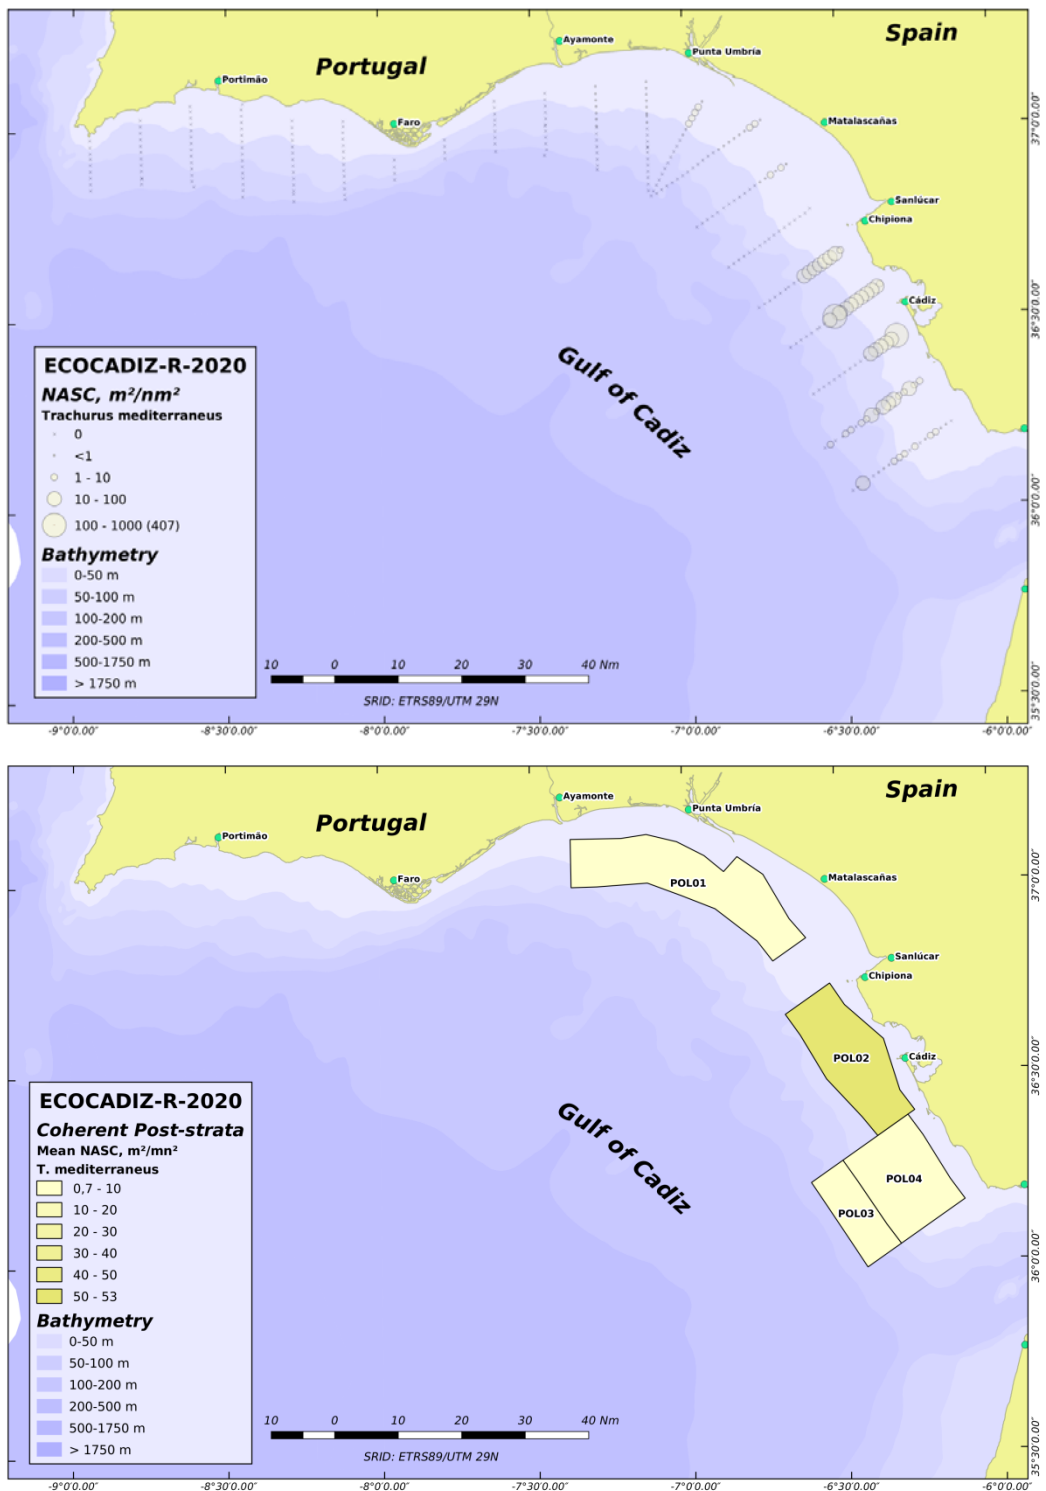 Spain
Portugal
Ayamonte
Punta Umbría
Portimão
Faro
Matalascañas
Sanlúcar
Chipiona
Cádiz
Gulf of Cadiz
ECOCADIZ-R-2020
NASC, m²/nm²
Trachurus mediterraneus
0
<1
1 - 10
10 - 100
100 - 1000 (407)
Bathymetry
0-50 m
50-100 m
100-200 m
200-500 m
500-1750 m
> 1750 m
10 0 10 20 30 40 Nm
SRID: ETRS89/UTM 29N
37°0'0.00"
36°30'0.00"
36°0'0.00"
35°30'0.00"
-9°0'0.00" -8°30'0.00" -8°0'0.00" -7°30'0.00" -7°0'0.00" -6°30'0.00" -6°0'0.00"
Spain
Portugal
Ayamonte
Punta Umbría
Portimão
Faro
Matalascañas
Sanlúcar
Chipiona
Cádiz
POL01
POL02
POL04
POL03
Gulf of Cadiz
ECOCADIZ-R-2020
Coherent Post-strata
Mean NASC, m²/mn²
T. mediterraneus
0,7 - 10
10 - 20
20 - 30
30 - 40
40 - 50
50 - 53
Bathymetry
0-50 m
50-100 m
100-200 m
200-500 m
500-1750 m
> 1750 m
10 0 10 20 30 40 Nm
SRID: ETRS89/UTM 29N
37°0'0.00"
36°30'0.00"
36°0'0.00"
35°30'0.00"
-9°0'0.00" -8°30'0.00" -8°0'0.00" -7°30'0.00" -7°0'0.00" -6°30'0.00" -6°0'0.00"